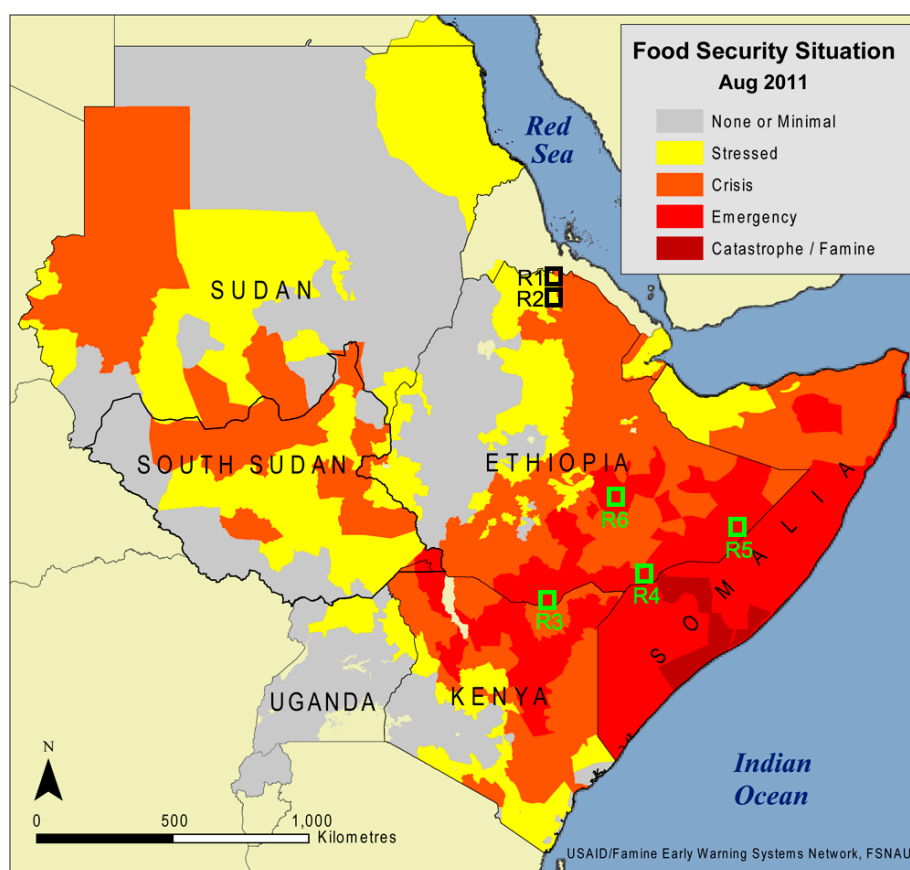 Food Security Situation
Aug 2011
None or Minimal
Stressed
Crisis
Emergency
Catastrophe / Famine
Red
Sea
R1
R2
SUDAN
SOUTH SUDAN
ETHIOPIA
R6
R5
R4
R3
SOMALIA
UGANDA
KENYA
N
Indian
Ocean
0 500 1,000
Kilometres
USAID/Famine Early Warning Systems Network, FSNAU